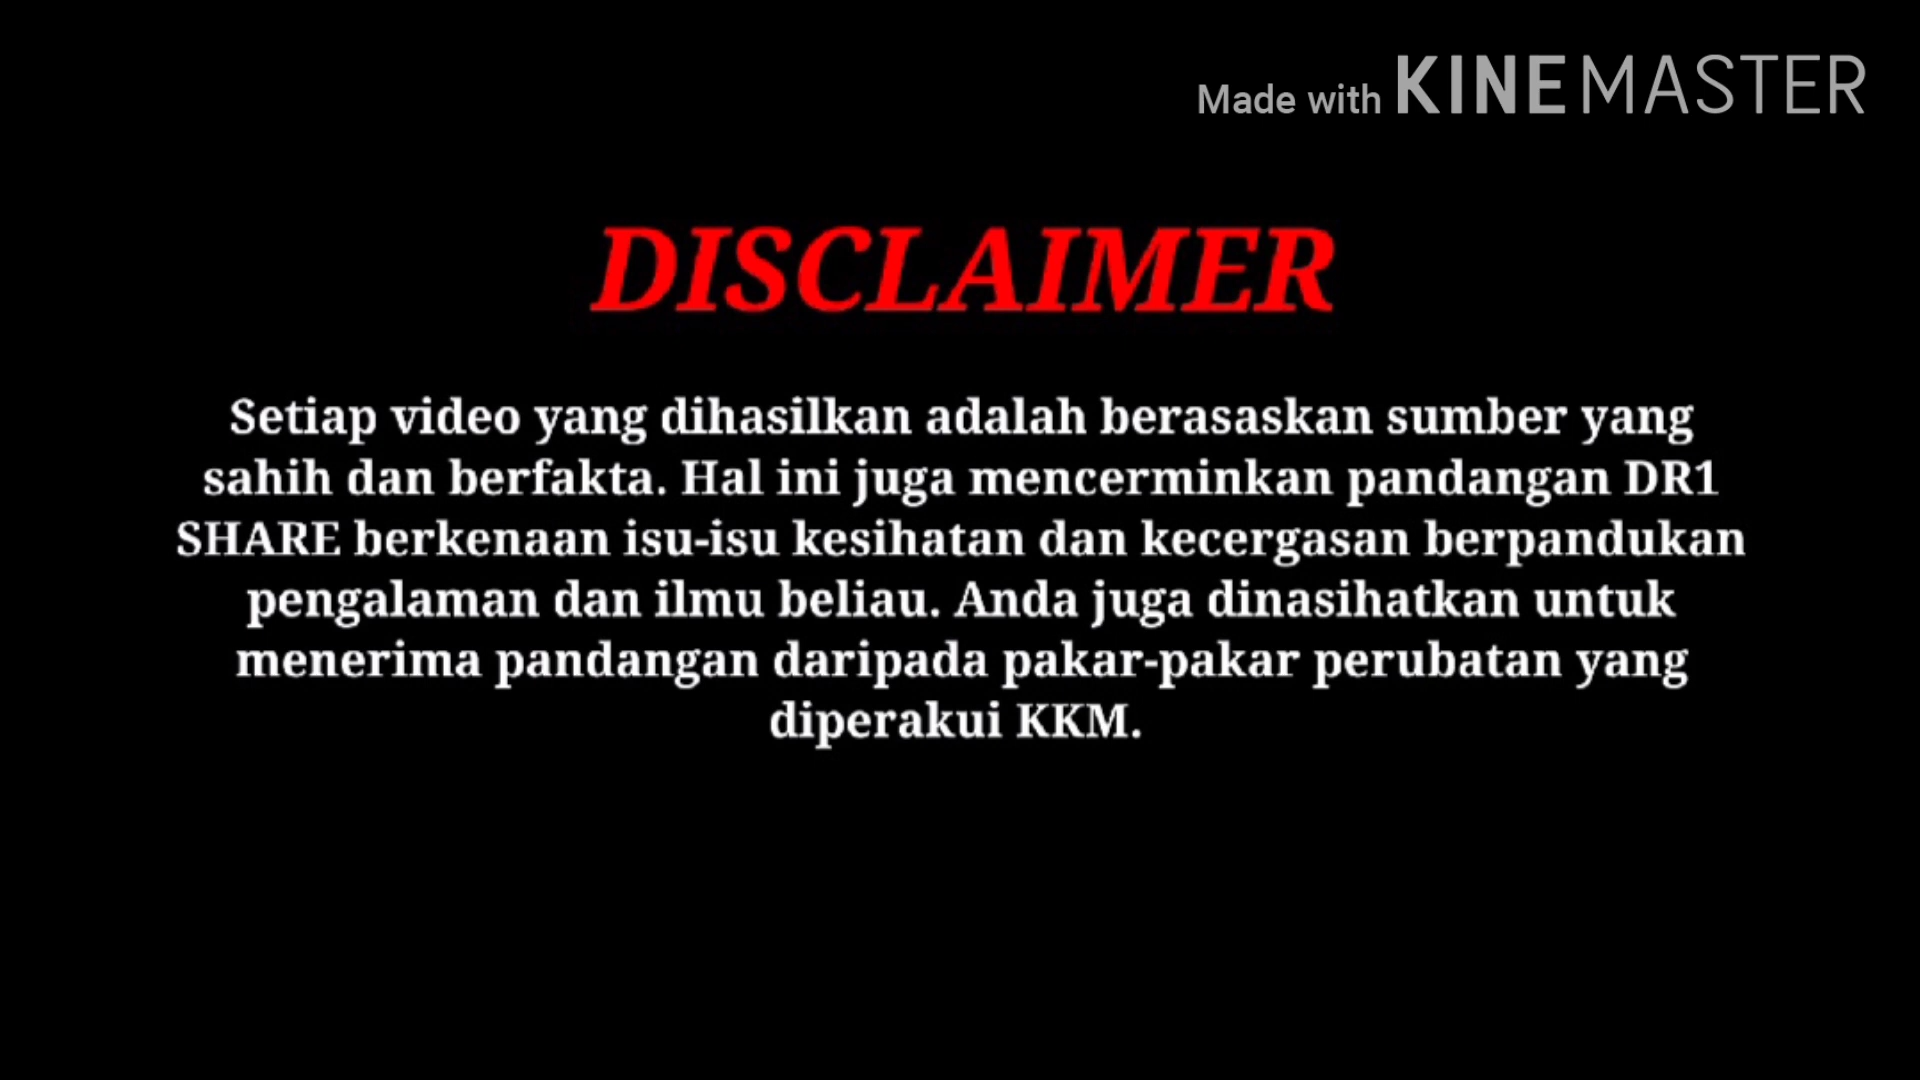 Made with KINEMASTER
DISCLAIMER
Setiap video yang dihasilkan adalah berasaskan sumber yang
sahih dan berfakta. Hal ini juga mencerminkan pandangan DR1
SHARE berkenaan isu-isu kesihatan dan kecergasan berpandukan
pengalaman dan ilmu beliau. Anda juga dinasihatkan untuk
menerima pandangan daripada pakar-pakar perubatan yang
diperakui KKM.